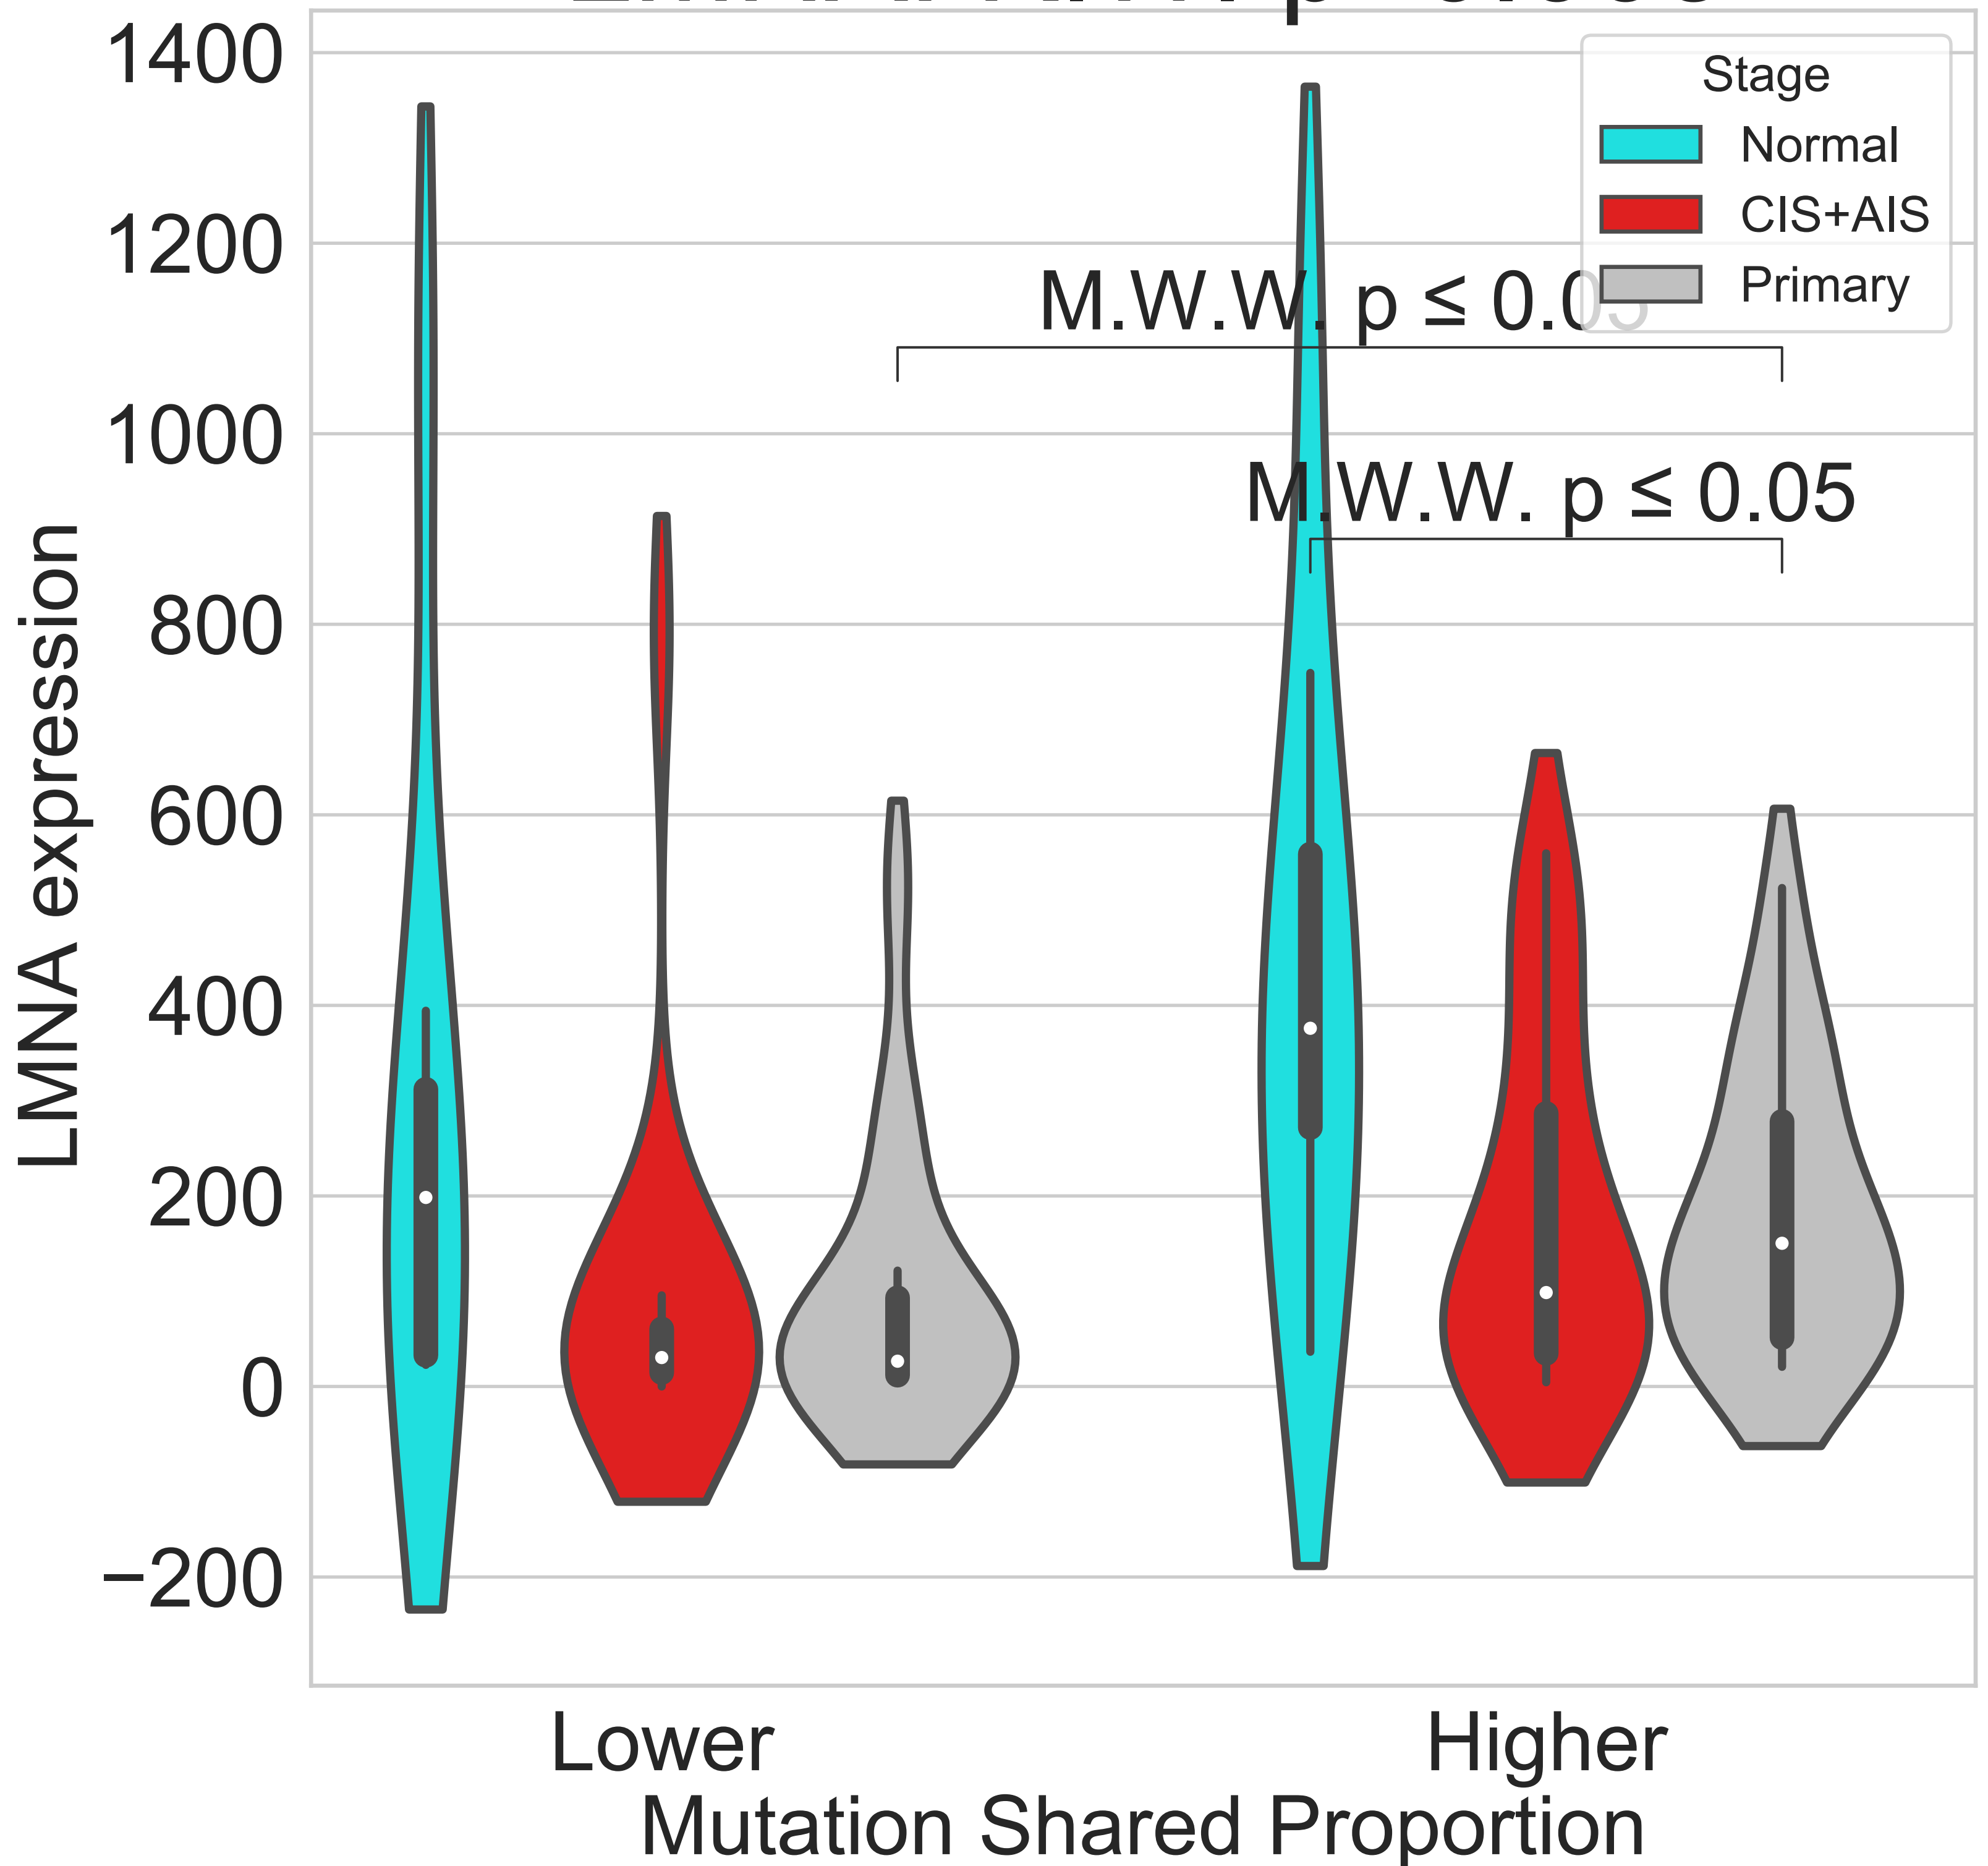 1400
1200
1000
800
600
400
200
0
−200
LMNA expression
Stage
Normal
CIS+AIS
Primary
M.W.W. p ≤ 0.05
M.W.W. p ≤ 0.05
Lower
Higher
Mutation Shared Proportion